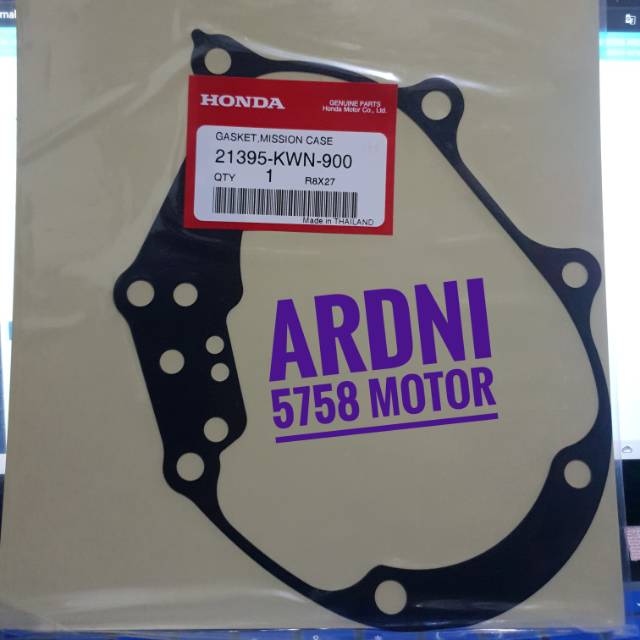 HONDA
GENUINE PARTS
Honda Motor Co., Ltd.
GASKET,MISSION CASE
21395-KWN-900
QTY 1 R8X27
Made in THAILAND
ARDNI
5758 MOTOR